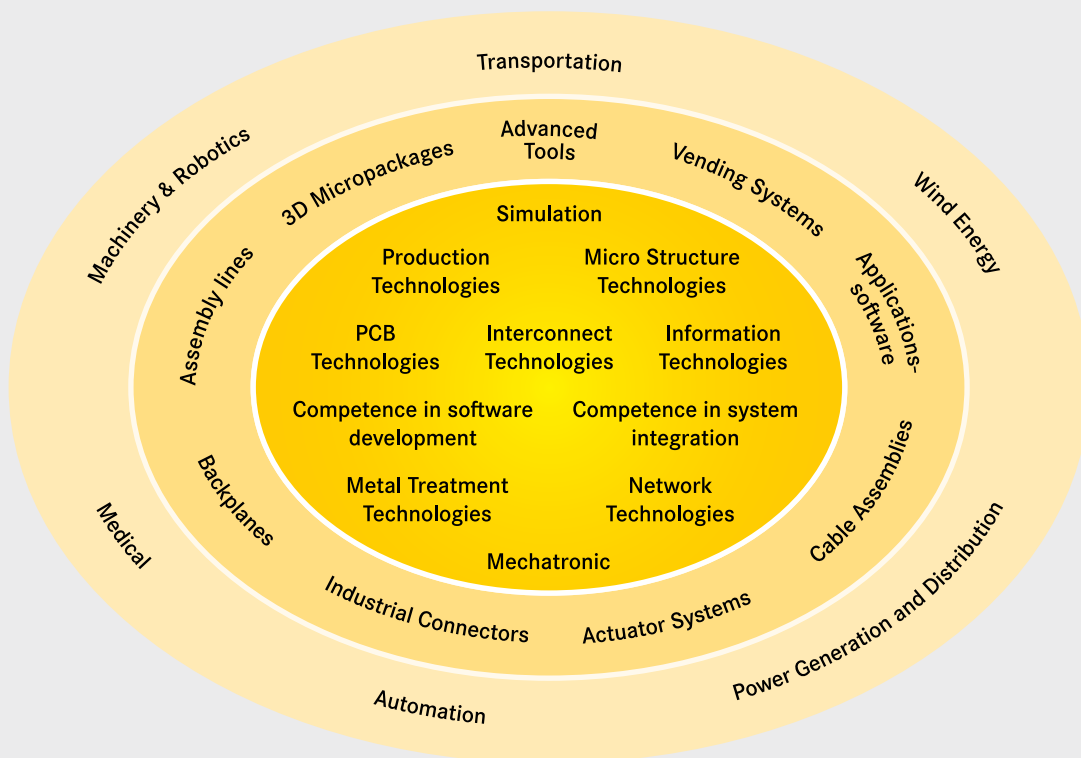 Transportation
Machinery & Robotics
Wind Energy
Medical
Power Generation and Distribution
Automation
Advanced
Tools
3D Micropackages
Vending Systems
Assembly lines
Applications-
software
Backplanes
Cable Assemblies
Industrial Connectors
Actuator Systems
Simulation
Production
Technologies
Micro Structure
Technologies
PCB
Technologies
Interconnect
Technologies
Information
Technologies
Competence in software
development
Competence in system
integration
Metal Treatment
Technologies
Network
Technologies
Mechatronic